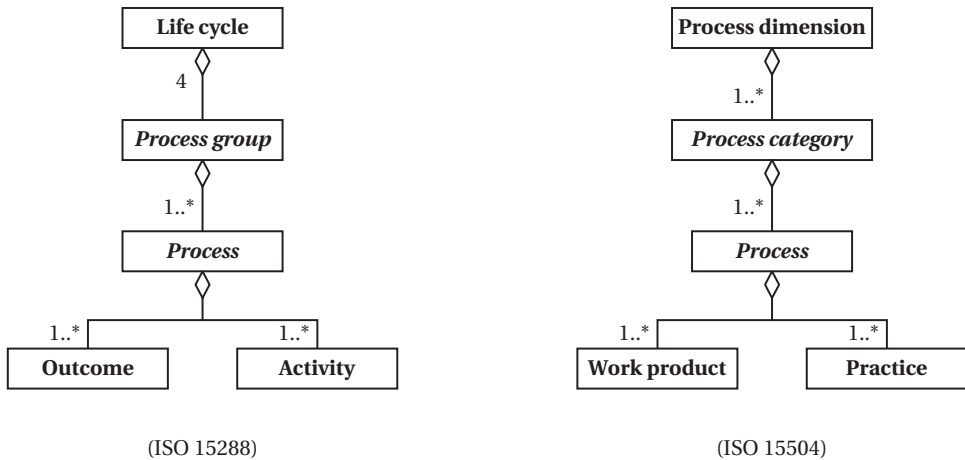 Life cycle
4
Process group
1..*
Process
1..* 1..*
Outcome Activity
(ISO 15288)
Process dimension
1..*
Process category
1..*
Process
1..* 1..*
Work product Practice
(ISO 15504)